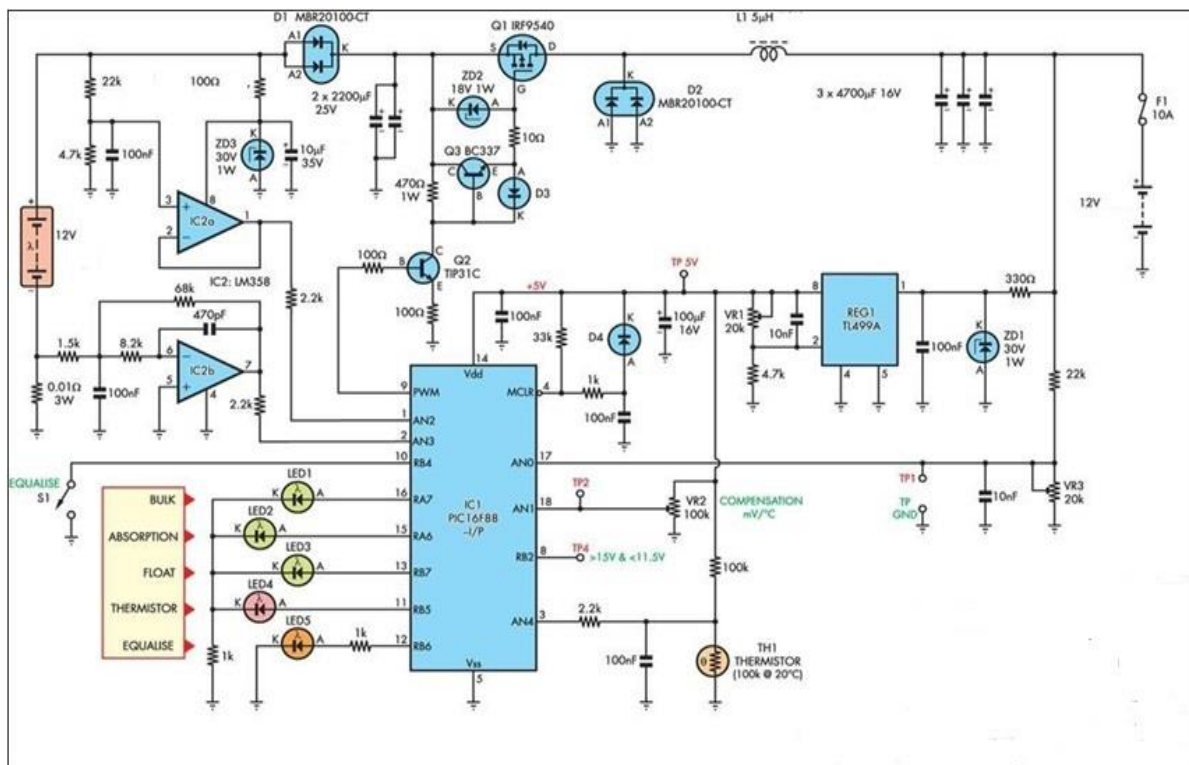 D1 MBR20100-CT
A1
K
A2
Q1 IRF9540
S
D
G
L1 5µH
22k
100Ω
2 x 2200µF
25V
ZD2
18V 1W
K
A
10Ω
K
D2
MBR20100-CT
A1
A2
3 x 4700µF 16V
F1
10A
4.7k
100nF
K
ZD3
30V
1W
A
10µF
35V
Q3 BC337
C
E
B
470Ω
1W
A
D3
K
12V
λ
3
8
2
1
IC2a
IC2: LM358
100Ω
B
C
E
Q2
TIP31C
100Ω
12V
TP 5V
+5V
68k
470pF
2.2k
1.5k
8.2k
6
5
7
4
IC2b
0.01Ω
3W
100nF
2.2k
100nF
33k
K
D4
A
100µF
16V
VR1
20k
10nF
8
1
2
4
5
REG1
TL499A
330Ω
100nF
K
ZD1
30V
1W
A
4.7k
22k
14
Vdd
9
PWM
1
AN2
2
AN3
10
RB4
16
RA7
15
RA6
13
RB7
11
RB5
12
RB6
MCLR
4
1k
100nF
AN0
17
AN1
18
RB2
8
AN4
3
Vss
5
IC1
PIC16F88
–I/P
EQUALISE
S1
BULK
ABSORPTION
FLOAT
THERMISTOR
EQUALISE
LED1
K
λ
A
LED2
K
λ
A
LED3
K
λ
A
LED4
K
λ
A
LED5
K
λ
A
1k
1k
TP2
VR2
100k
COMPENSATION
mV/°C
TP1
TP
GND
10nF
VR3
20k
TP4
>15V & <11.5V
100k
2.2k
100nF
θ
TH1
THERMISTOR
(100k @ 20°C)